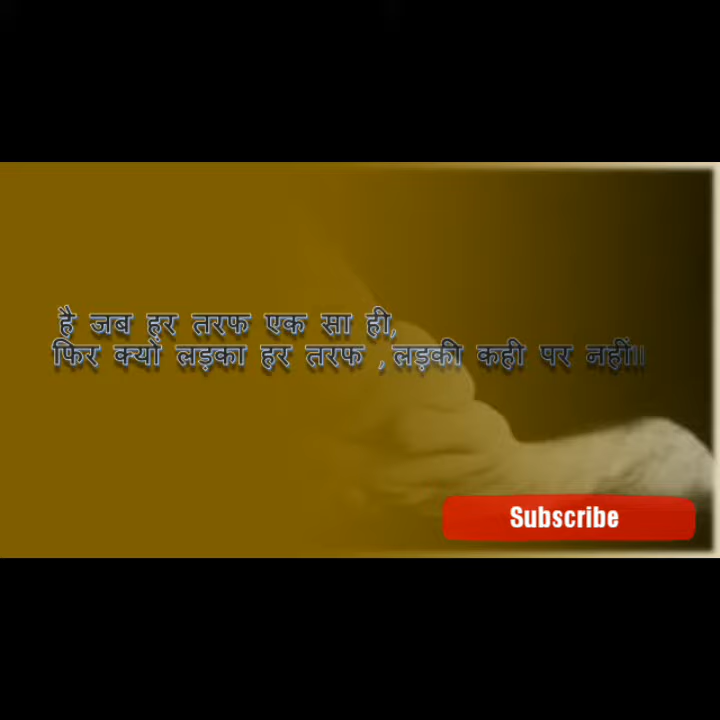 है जब हर तरफ एक सा ही,
फिर क्यों लड़का हर तरफ ,लड़की कही पर नहीं॥
Subscribe